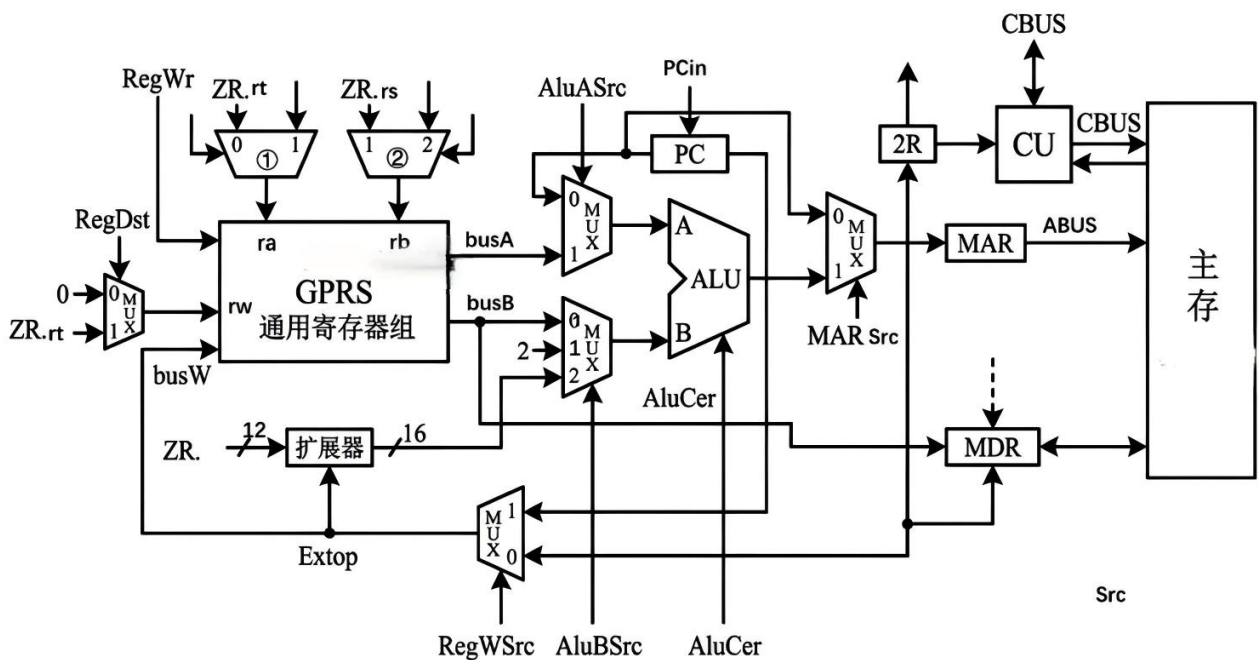 CBUS
RegWr
ZR.rt
ZR.rs
AluASrc
PCin
0 1
①
1 2
②
PC
2R
CU
CBUS
RegDst
ra
rb
busA
0
MUX
1
0
MUX
1
A
ALU
B
MAR
ABUS
主存
0
0
MUX
ZR.rt
1
rw
GPRS
通用寄存器组
busB
0
2
1
MUX
2
MAR Src
busW
AluCer
ZR.
12
扩展器
16
MDR
MUX
1
0
Extop
Src
RegWSrc
AluBSrc
AluCer